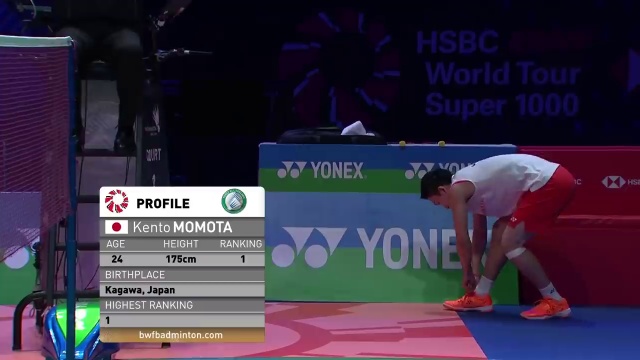 HSBC
World Tour
Super 1000
YONEX
YONEX
YONEX
HSBC
COURT
PROFILE
Kento MOMOTA
AGE HEIGHT RANKING
24 175cm 1
BIRTHPLACE
Kagawa, Japan
HIGHEST RANKING
1
bwfbadminton.com